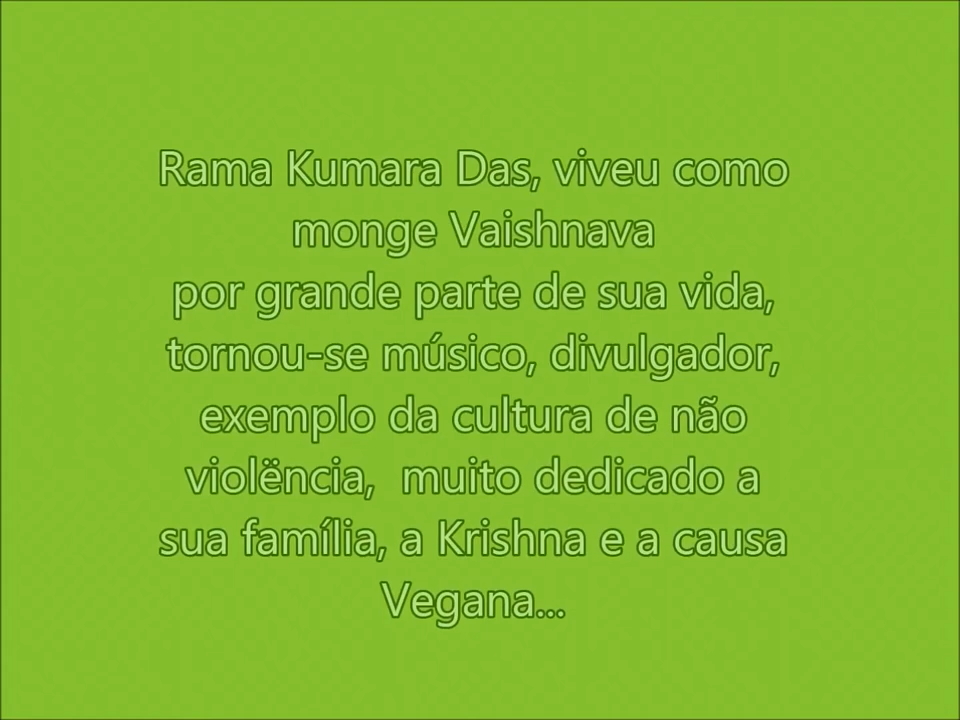 Rama Kumara Das, viveu como
monge Vaishnava
por grande parte de sua vida,
tornou-se músico, divulgador,
exemplo da cultura de não
violëncia,  muito dedicado a
sua família, a Krishna e a causa
Vegana...